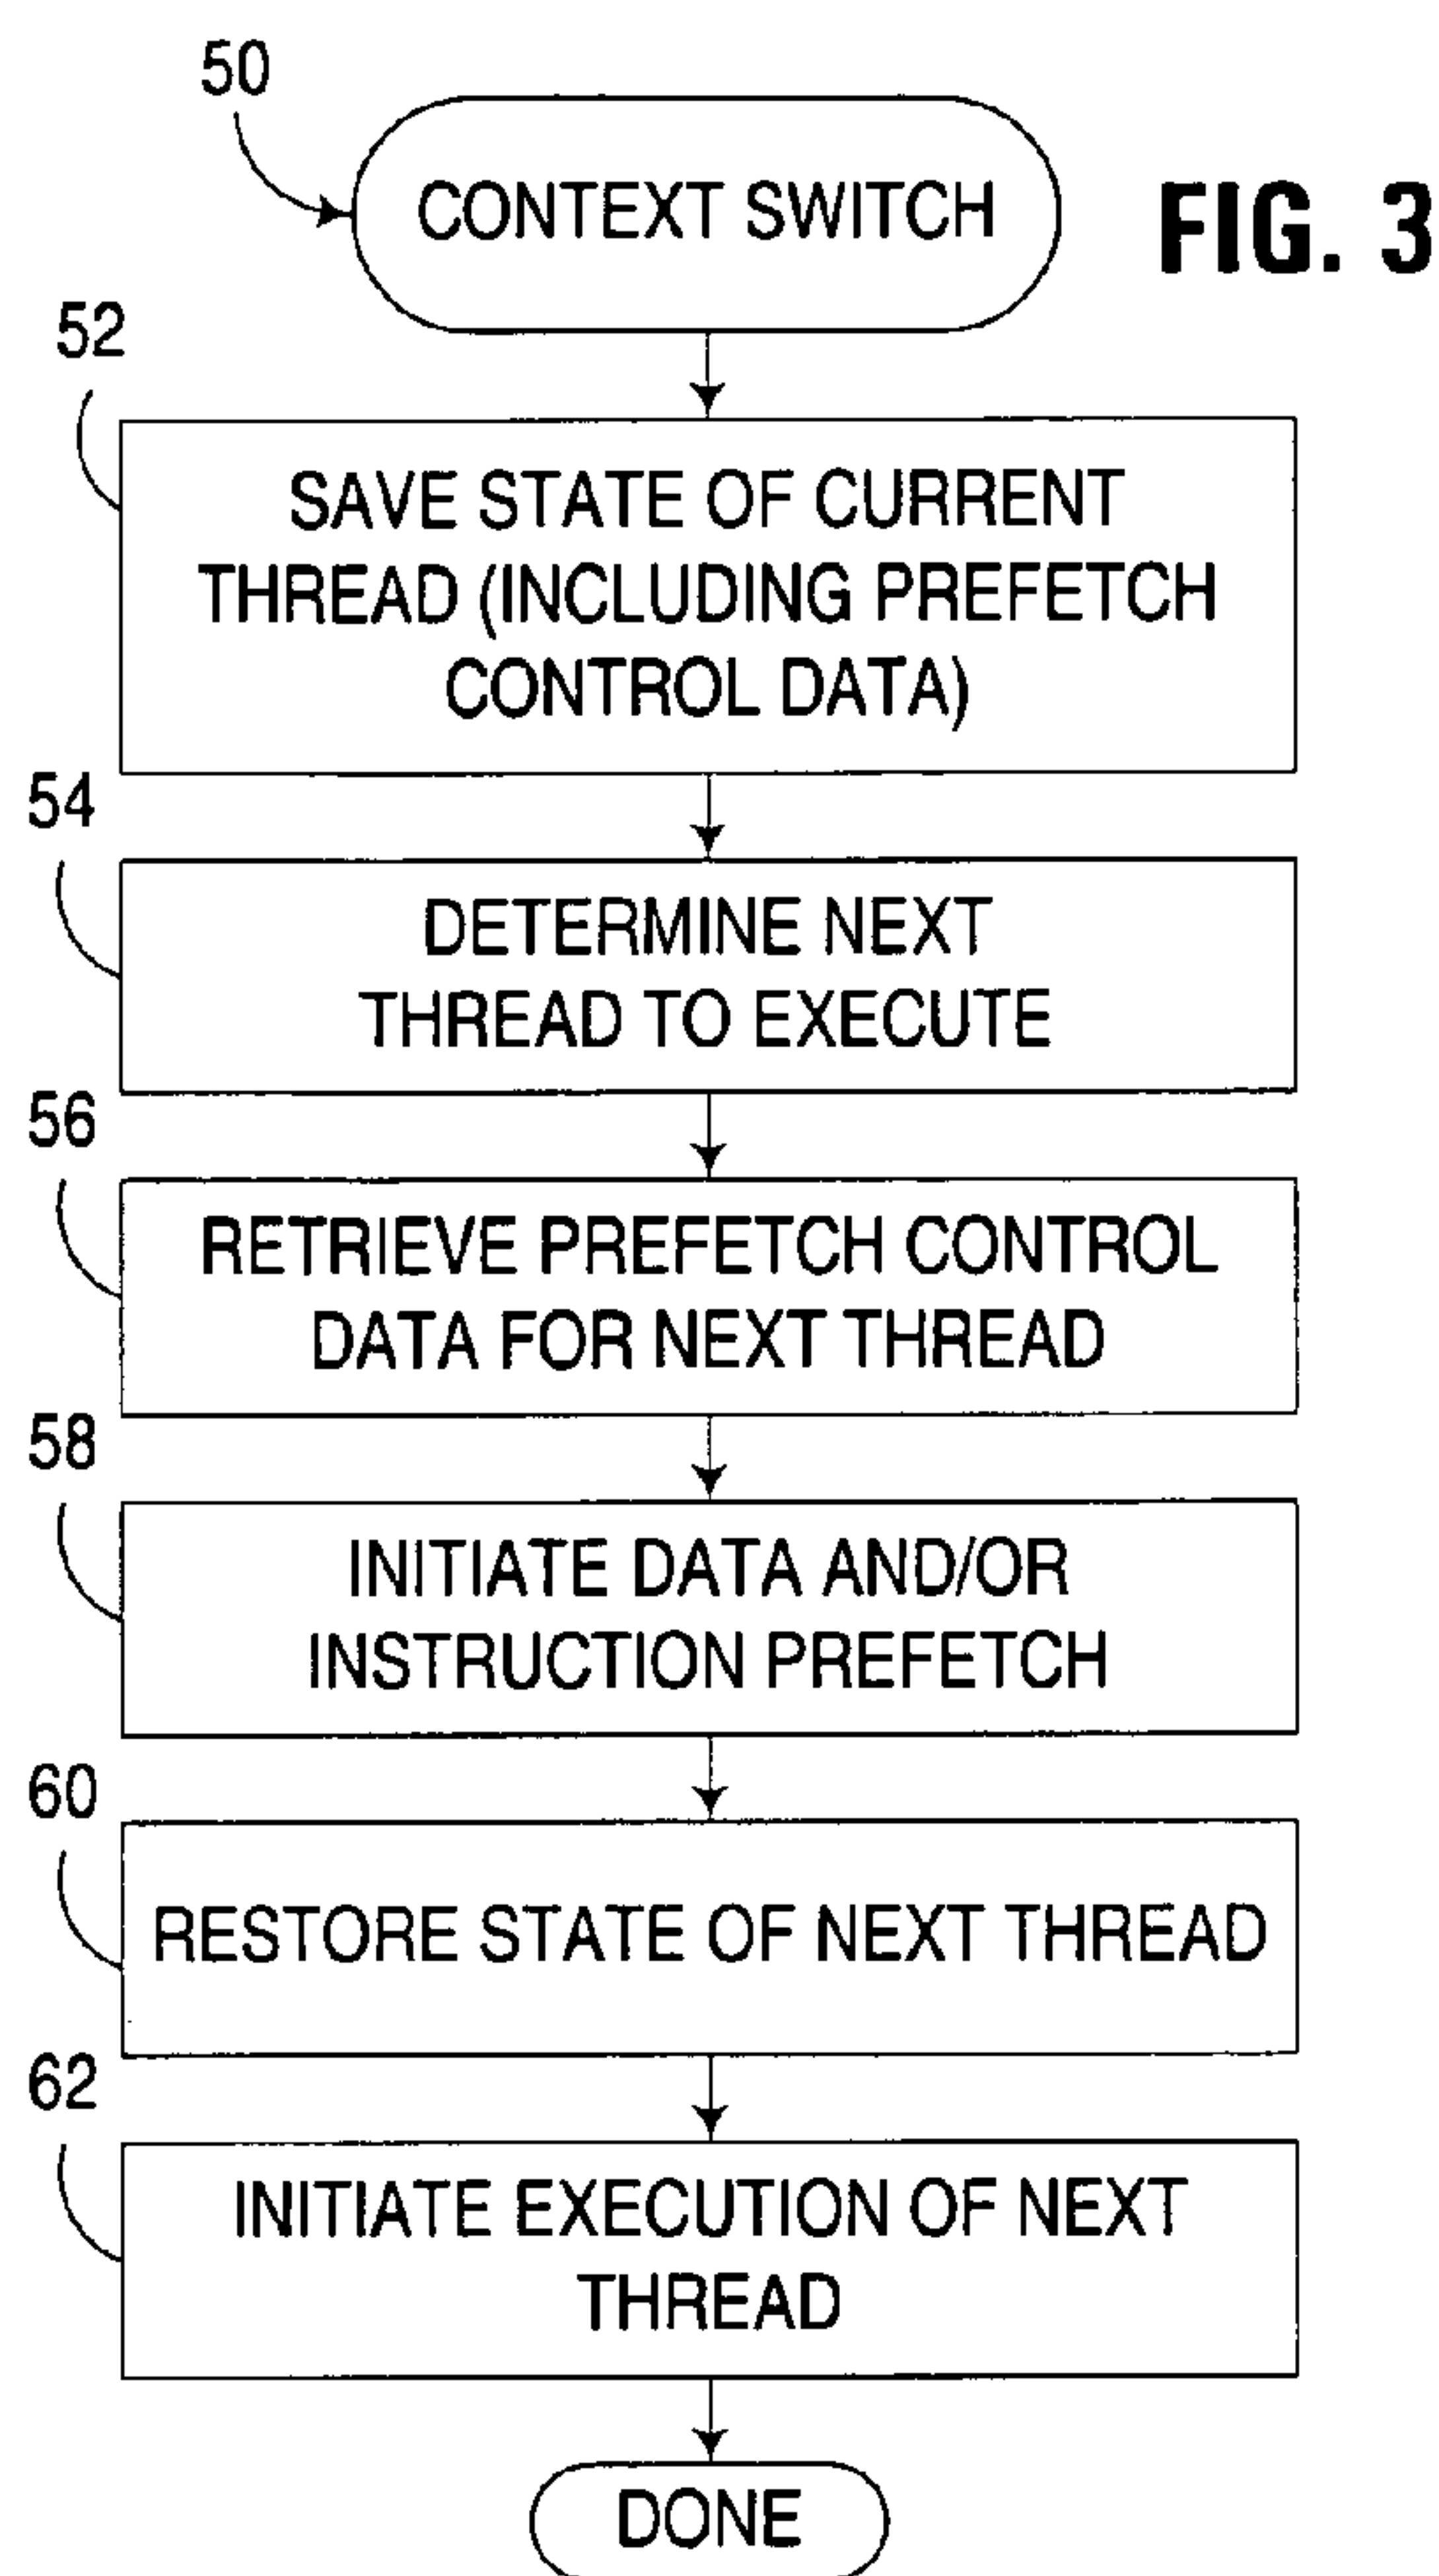 50
CONTEXT SWITCH
FIG. 3
52
SAVE STATE OF CURRENT
THREAD (INCLUDING PREFETCH
CONTROL DATA)
54
DETERMINE NEXT
THREAD TO EXECUTE
56
RETRIEVE PREFETCH CONTROL
DATA FOR NEXT THREAD
58
INITIATE DATA AND/OR
INSTRUCTION PREFETCH
60
RESTORE STATE OF NEXT THREAD
62
INITIATE EXECUTION OF NEXT
THREAD
DONE